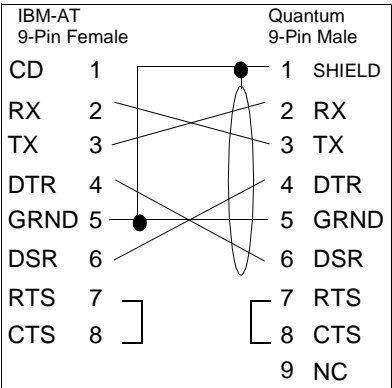 IBM-AT Quantum
9-Pin Female 9-Pin Male
CD 1 1 SHIELD
RX 2 2 RX
TX 3 3 TX
DTR 4 4 DTR
GRND 5 5 GRND
DSR 6 6 DSR
RTS 7 7 RTS
CTS 8 8 CTS
9 NC